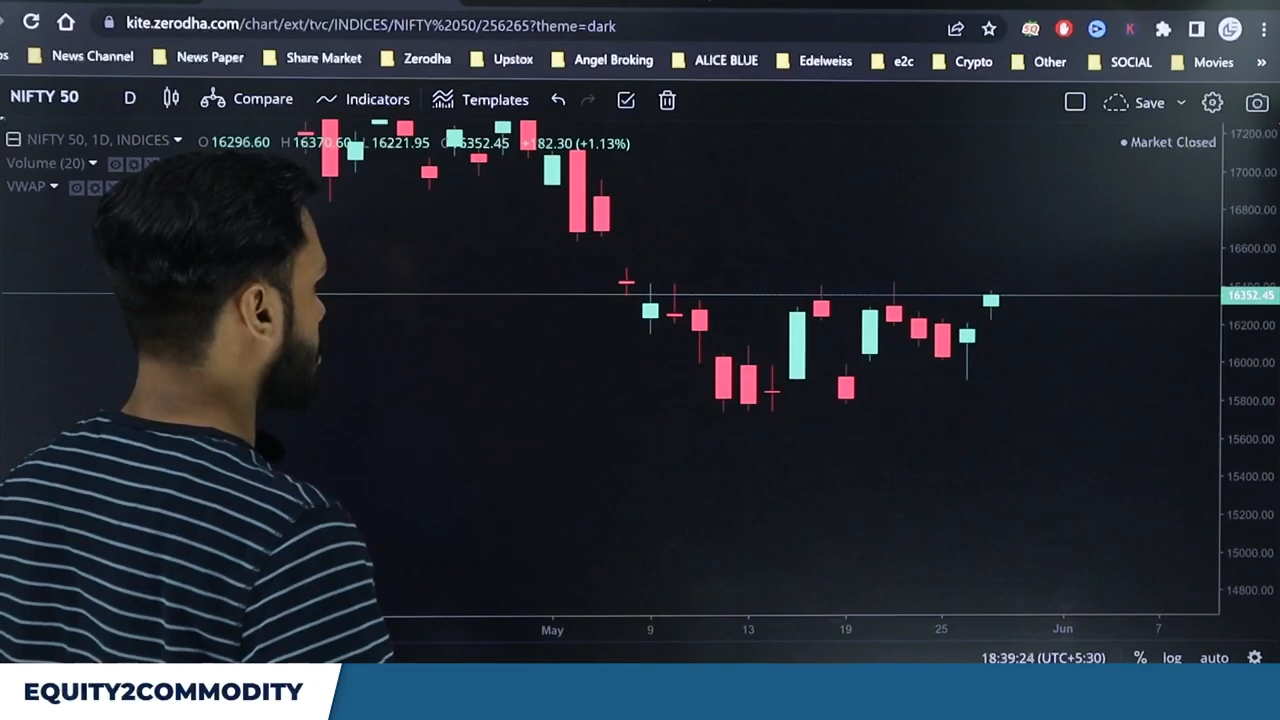 kite.zerodha.com/chart/ext/tvc/INDICES/NIFTY%2050/256265?theme=dark
News Channel News Paper Share Market Zerodha Upstox Angel Broking ALICE BLUE Edelweiss e2c Crypto Other SOCIAL Movies »
NIFTY 50 D Compare Indicators Templates Save
NIFTY 50, 1D, INDICES O16296.60 H16370.60 L16221.95 C16352.45 +182.30 (+1.13%)
Market Closed
Volume (20)
VWAP
17200.00
17000.00
16800.00
16600.00
16352.45
16200.00
16000.00
15800.00
15600.00
15400.00
15200.00
15000.00
14800.00
May 9 13 19 25 Jun 7
18:39:24 (UTC+5:30) % log auto
EQUITY2COMMODITY